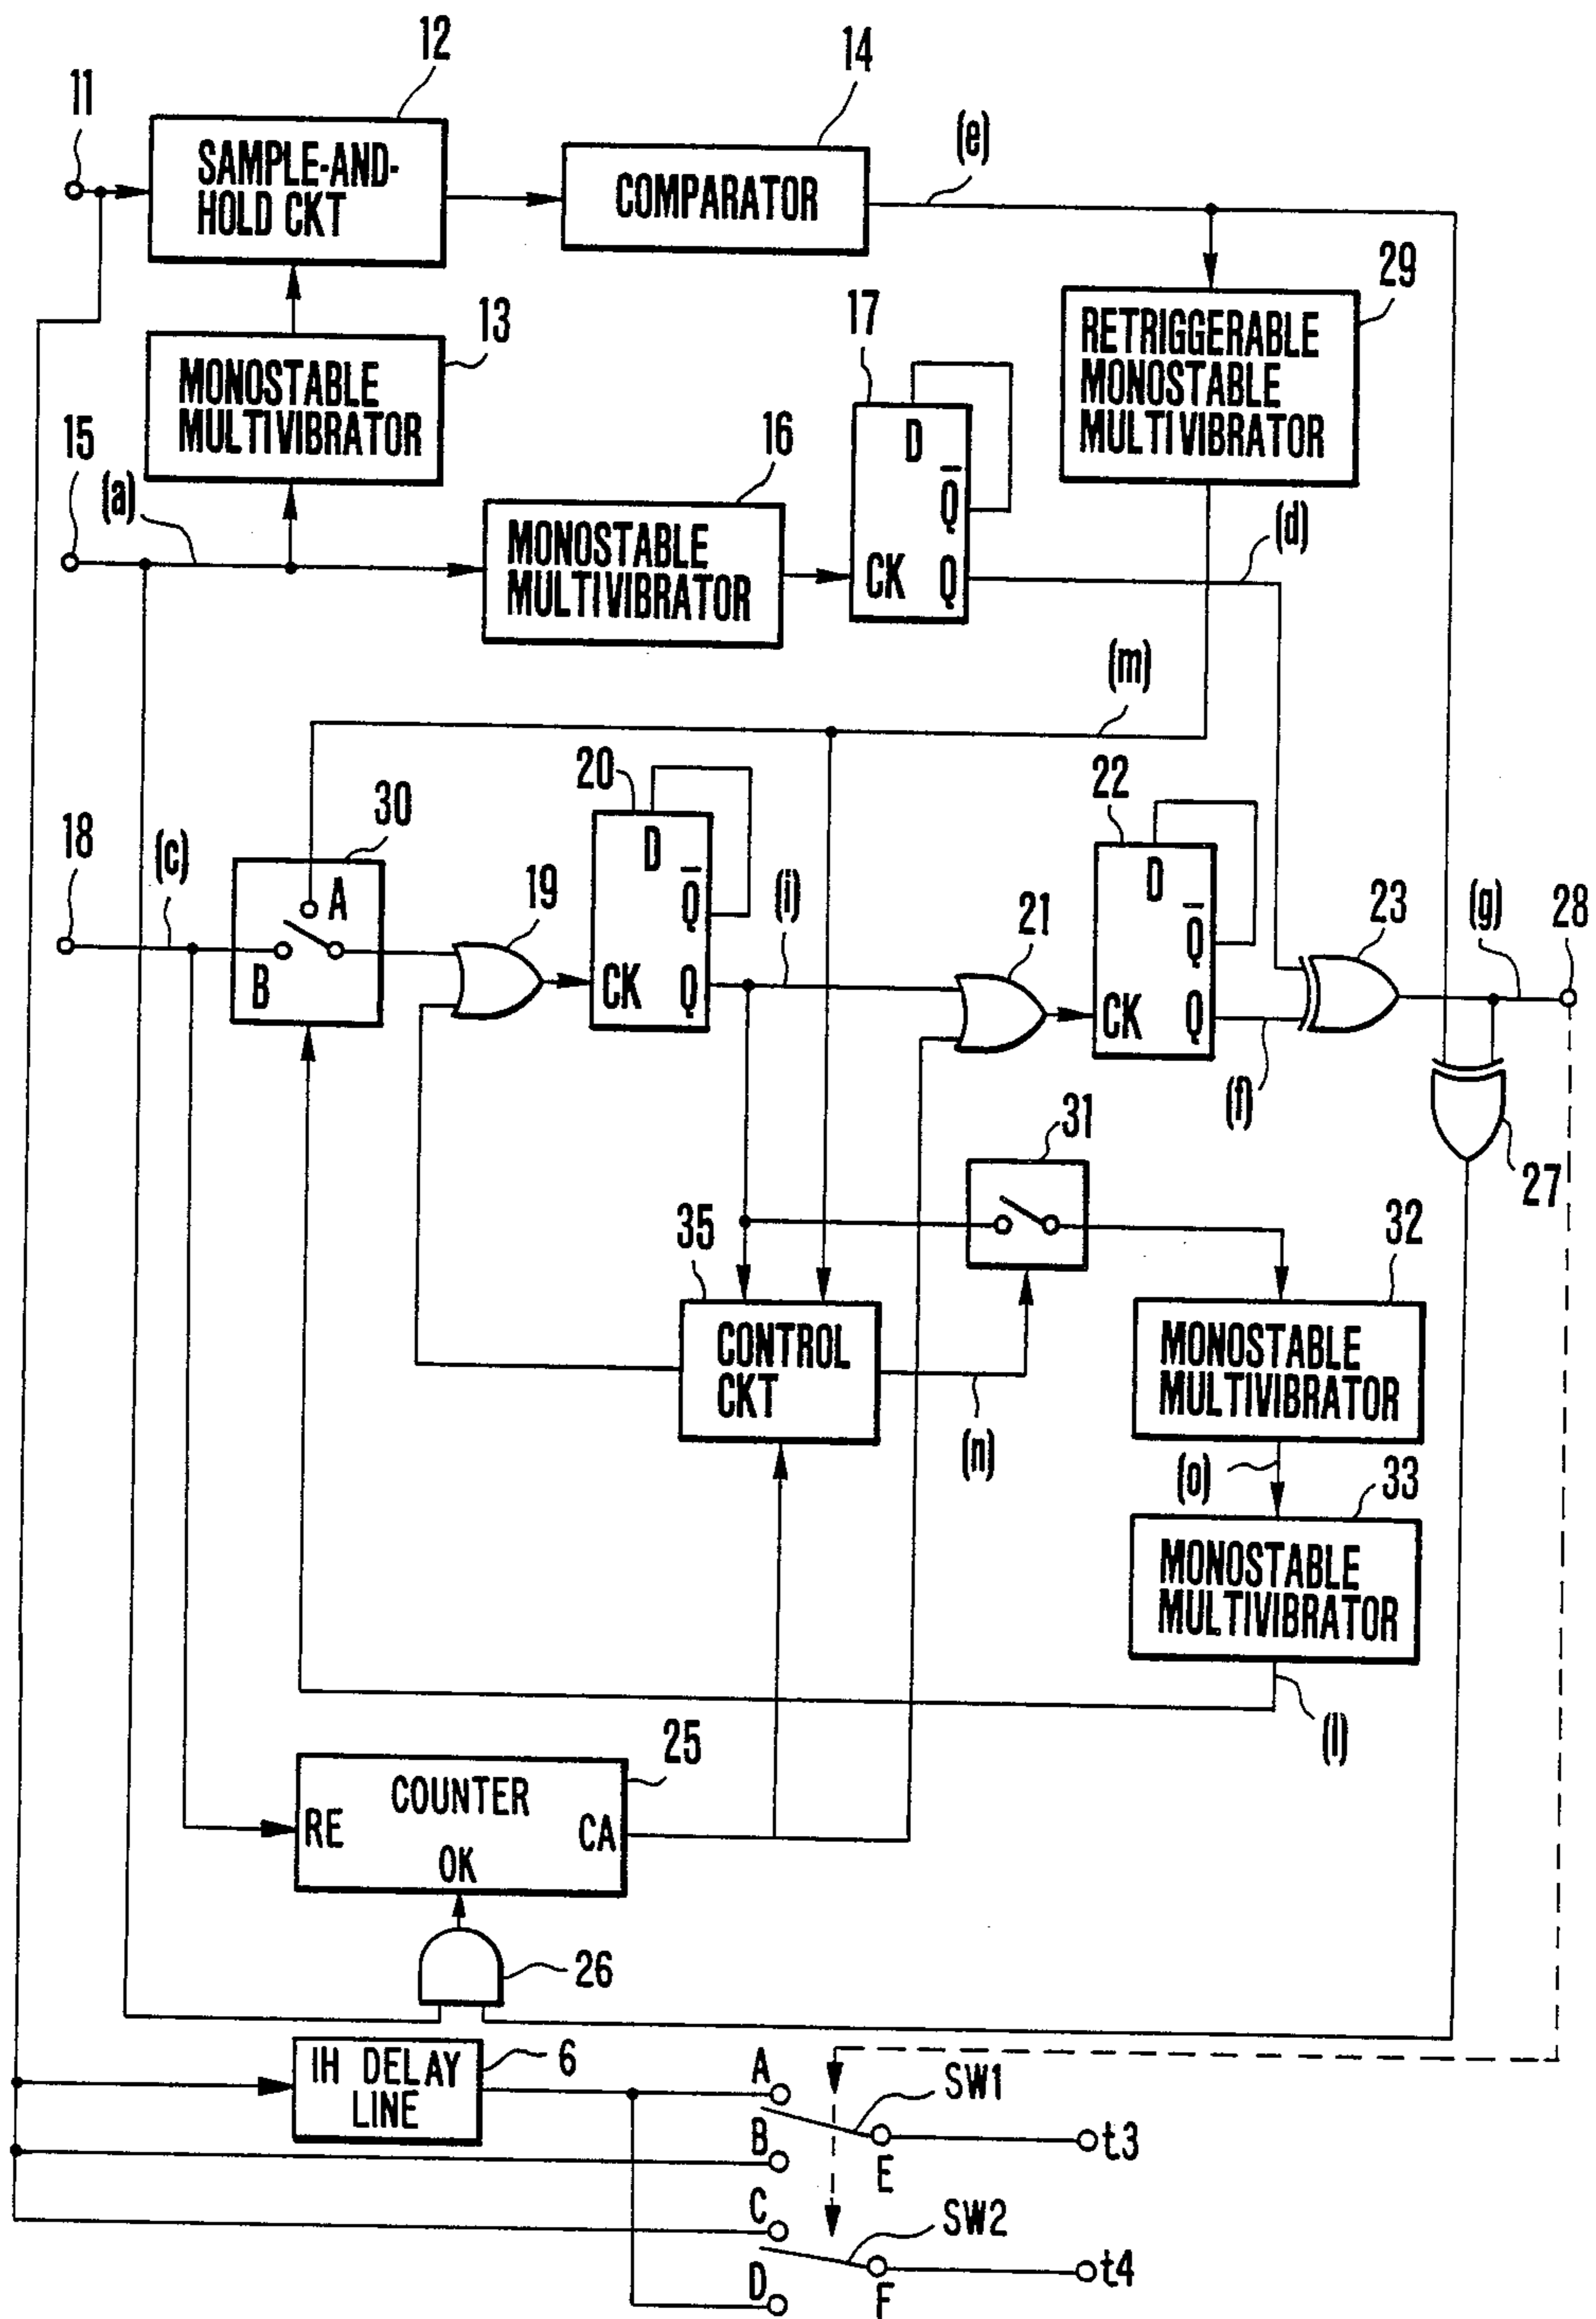 12
14
11
SAMPLE-AND-
HOLD CKT
COMPARATOR
(e)
29
13
17
RETRIGGERABLE
MONOSTABLE
MULTIVIBRATOR
MONOSTABLE
MULTIVIBRATOR
15
(a)
16
D
Q̅
CK Q
MONOSTABLE
MULTIVIBRATOR
(d)
(m)
20
22
30
18
(c)
A
B
19
D
Q̅
CK Q
(i)
21
D
Q̅
CK Q
23
(g)
28
(f)
31
27
35
32
CONTROL
CKT
MONOSTABLE
MULTIVIBRATOR
(n)
(o)
33
MONOSTABLE
MULTIVIBRATOR
(l)
25
COUNTER
RE
CA
OK
26
IH DELAY
LINE
6
A
SW1
B
E
t3
C
SW2
D
F
t4